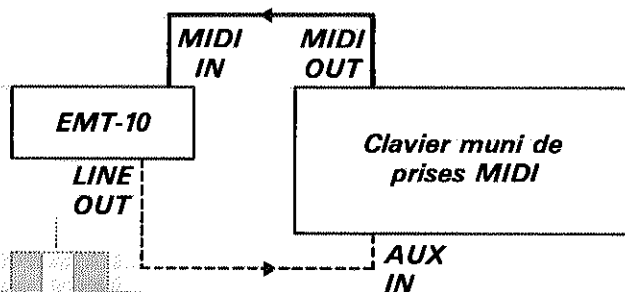 MIDI
IN
MIDI
OUT
EMT-10
Clavier muni de
prises MIDI
LINE
OUT
AUX
IN